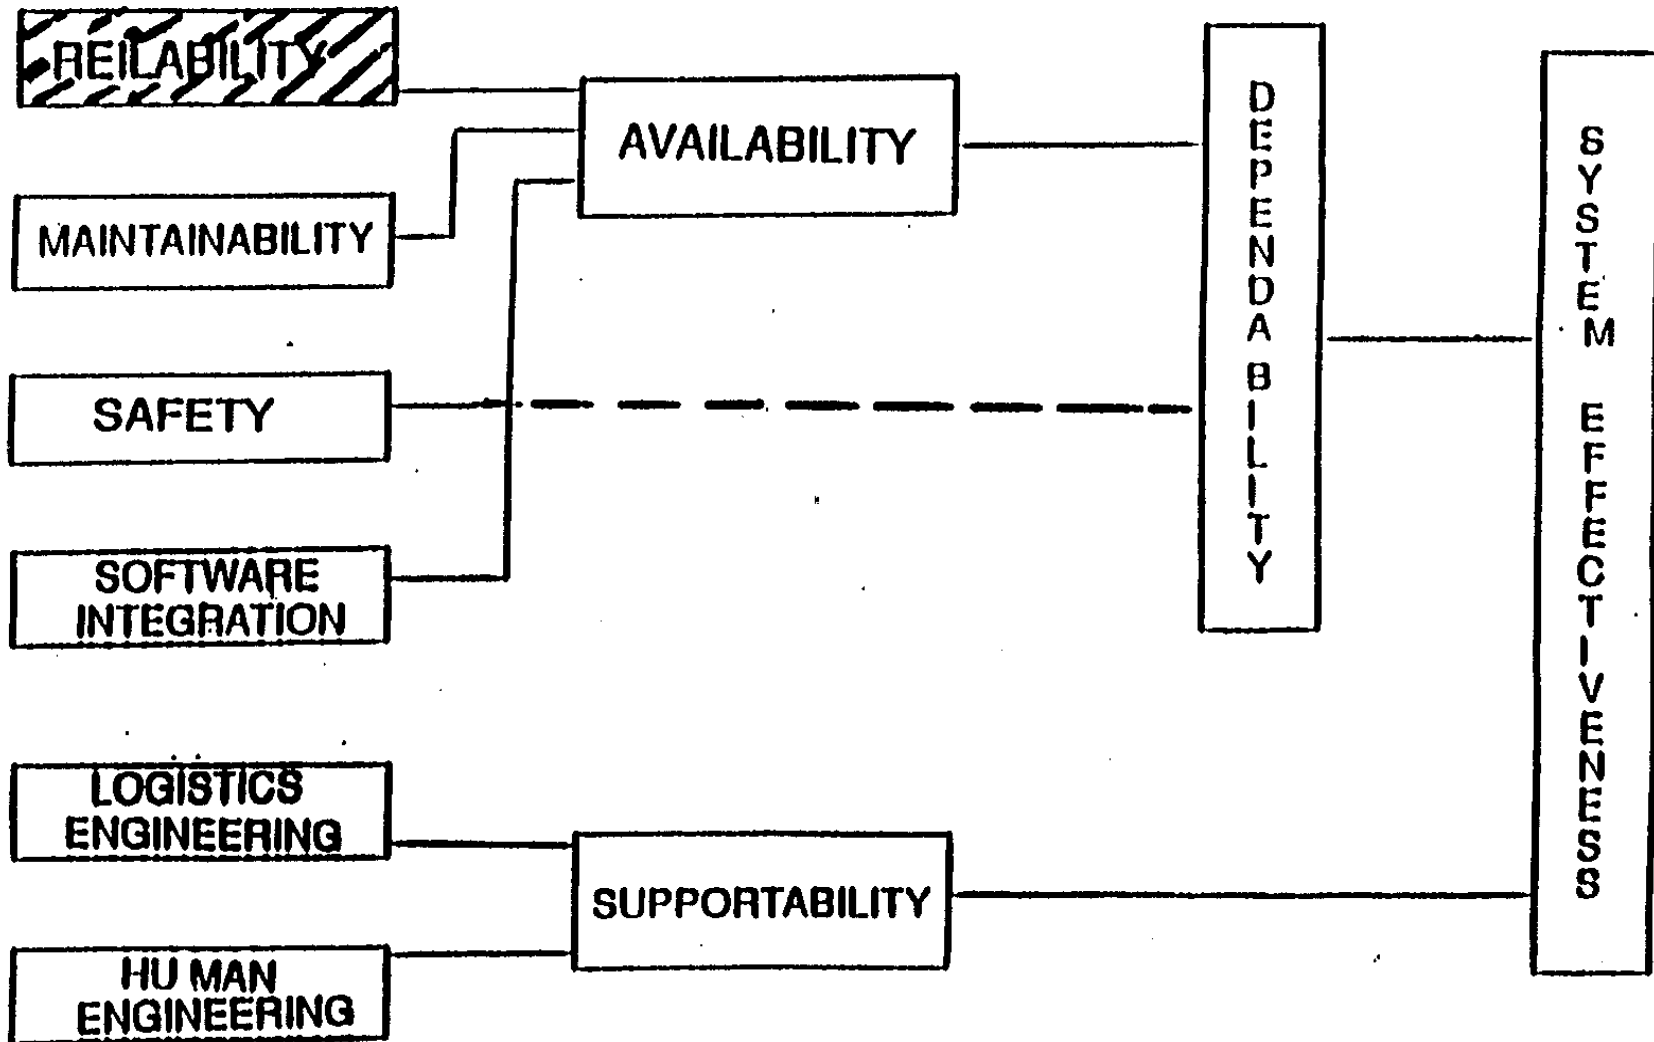 REILABILITY
AVAILABILITY
MAINTAINABILITY
SAFETY
SOFTWARE
INTEGRATION
LOGISTICS
ENGINEERING
SUPPORTABILITY
HU MAN
ENGINEERING
DEPENDABILITY
SYSTEM EFFECTIVENESS